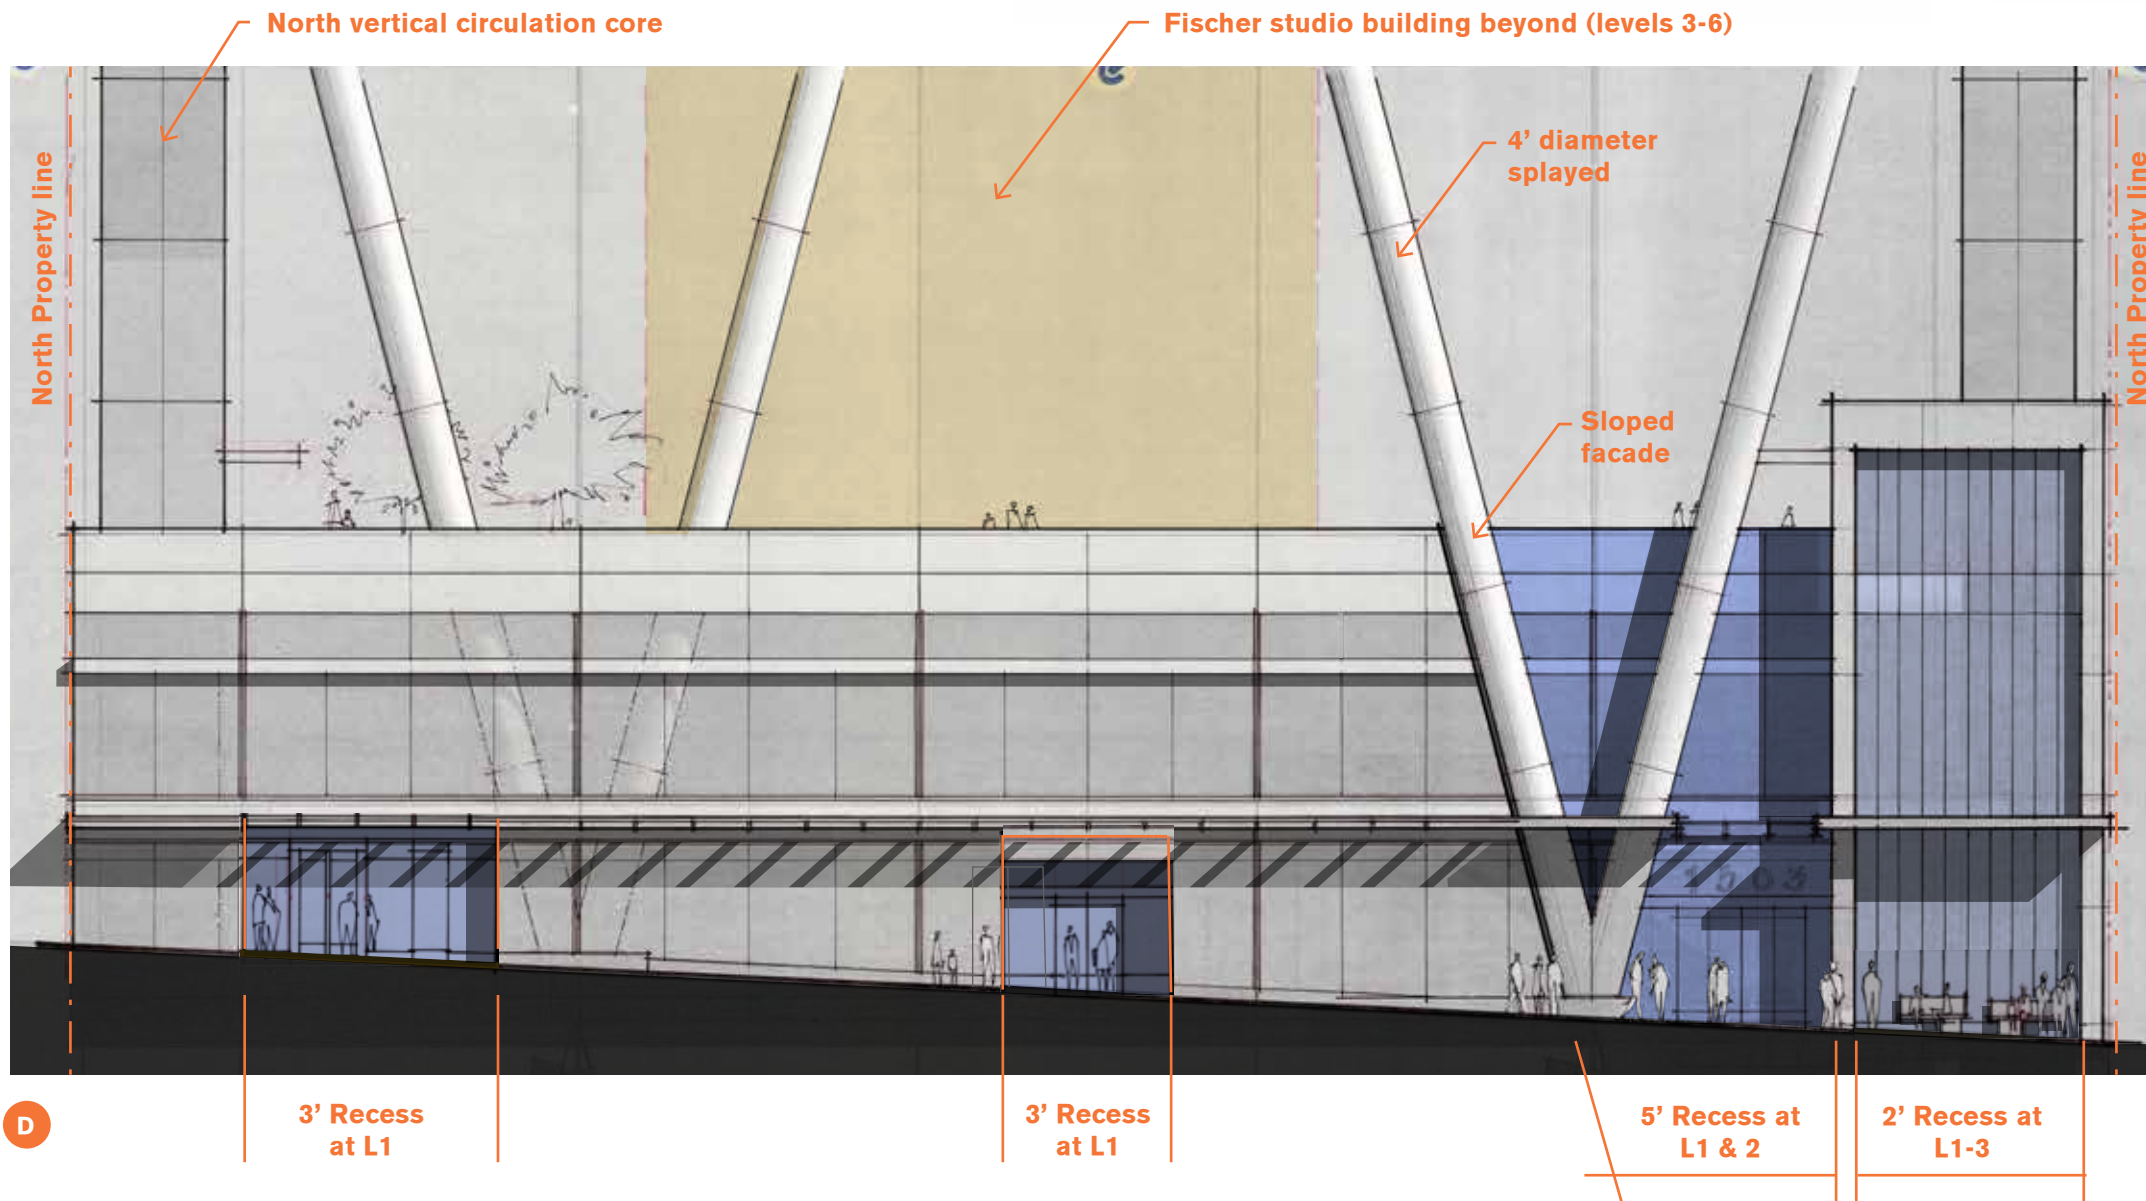 North vertical circulation core
Fischer studio building beyond (levels 3-6)
4’ diameter
splayed
North Property line
North Property line
Sloped
facade
1503
D
3’ Recess
at L1
3’ Recess
at L1
5’ Recess at
L1 & 2
2’ Recess at
L1-3